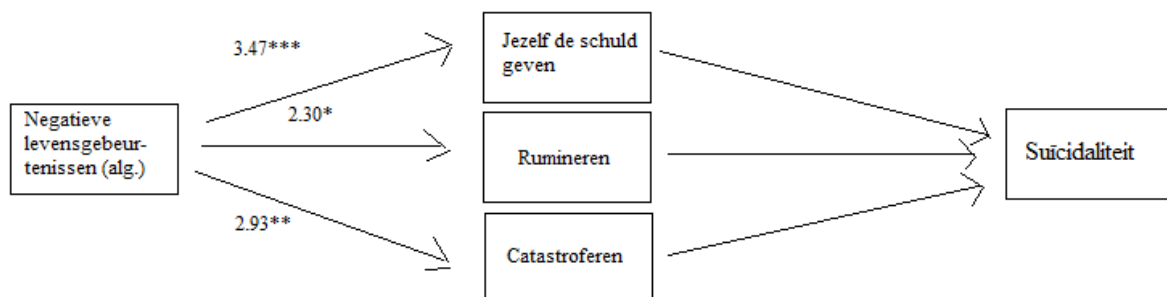 3.47***
2.30*
2.93**
Negatieve
levensgebeur-
tenissen (alg.)
Jezelf de schuld
geven
Rumineren
Catastroferen
Suïcidaliteit